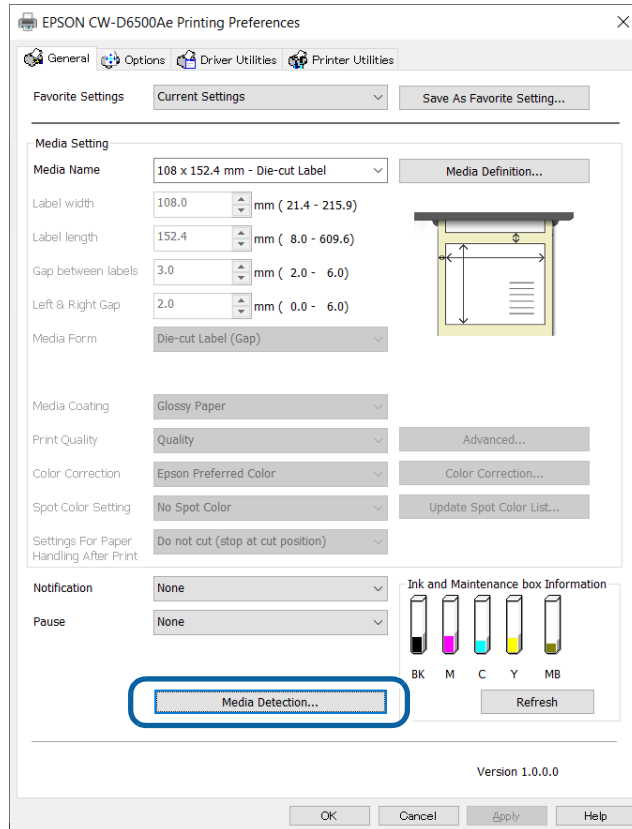 EPSON CW-D6500Ae Printing Preferences
General Options Driver Utilities Printer Utilities
Favorite Settings Current Settings Save As Favorite Setting...
Media Setting
Media Name 108 x 152.4 mm - Die-cut Label Media Definition...
Label width 108.0 mm ( 21.4 - 215.9)
Label length 152.4 mm ( 8.0 - 609.6)
Gap between labels 3.0 mm ( 2.0 - 6.0)
Left & Right Gap 2.0 mm ( 0.0 - 6.0)
Media Form Die-cut Label (Gap)
Media Coating Glossy Paper
Print Quality Quality Advanced...
Color Correction Epson Preferred Color Color Correction...
Spot Color Setting No Spot Color Update Spot Color List...
Settings For Paper
Handling After Print Do not cut (stop at cut position)
Notification None
Pause None
Ink and Maintenance box Information
BK M C Y MB
Media Detection... Refresh
Version 1.0.0.0
OK Cancel Apply Help